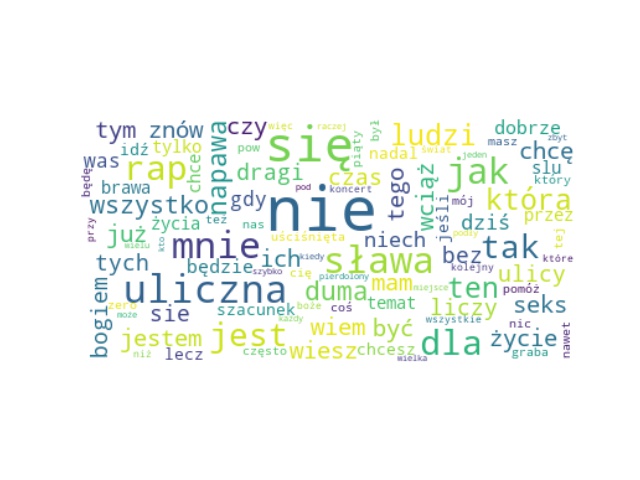 tym znów
napawa
czy
więc
raczej
się
był
piąty
ludzi
dobrze
masz
zbyt
idź
tylko
pow
nadal
świat
jeden
chcę
was
rap
chce
dragi
czas
jak
slu
który
będę
brawa
wszystko
gdy
nie
pod
koncert
tego
wciąż
jeśli
mój
która
przy
życia
tez
nas
dziś
przez
już
kto
wielu
mnie
uściśnięta
niech
podły
tej
bez
tak
tych
będzie
ich
kiedy
sława
kolejny
ulicy
które
bogiem
uliczna
szybko
cię
pierdolony
mam
miejsce
ten
pomóż
zero
może
sie
szacunek
duma
boże
coś
temat
liczy
seks
jestem
jest
każdy
wiem
być
wszystkie
nic
życie
nawet
niż
lecz
często
wiesz
chcesz
wielka
dla
graba